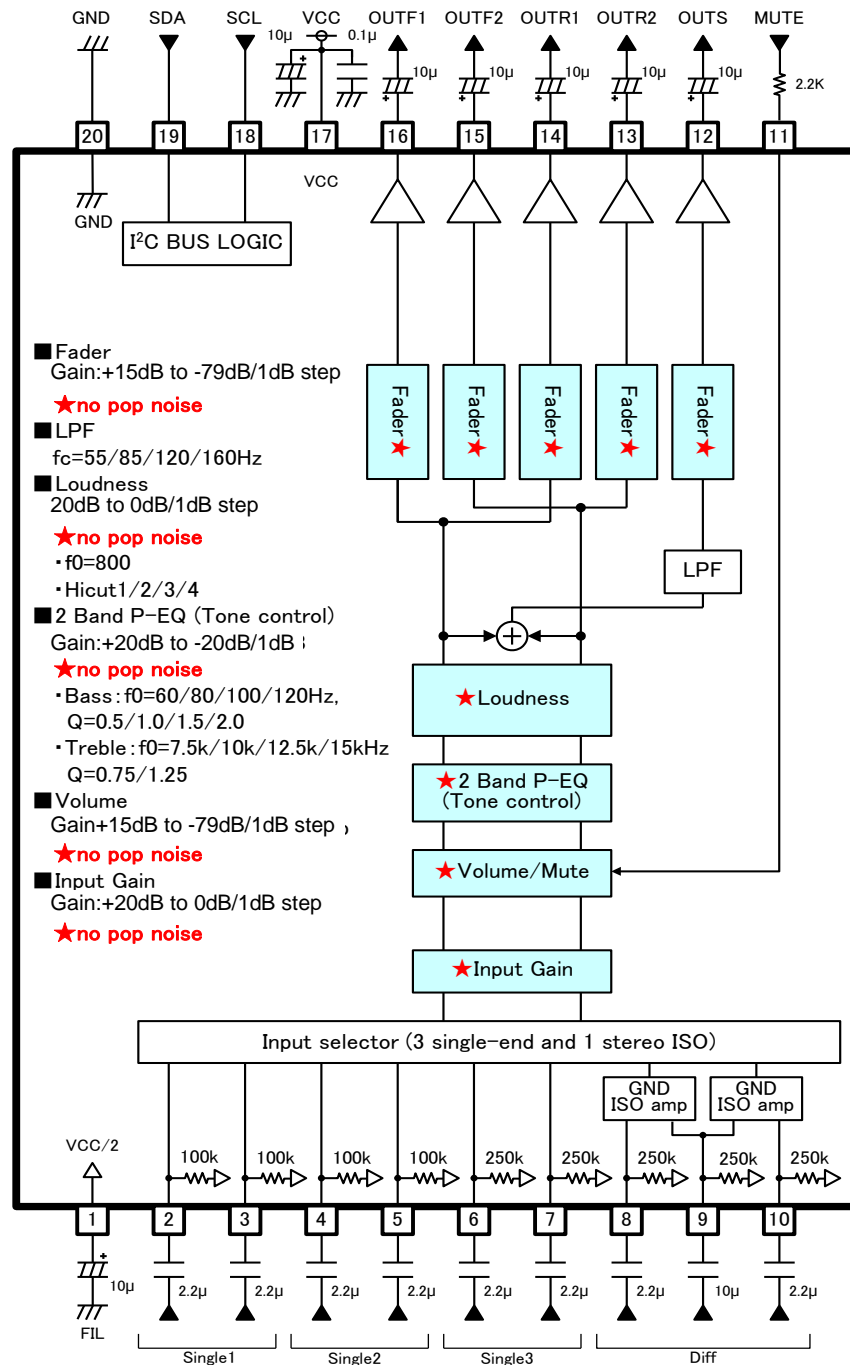 GND SDA SCL VCC OUTF1 OUTF2 OUTR1 OUTR2 OUTS MUTE
10μ 0.1μ
10μ 10μ 10μ 10μ 10μ 2.2K
+ + + + + +
20 19 18 17 16 15 14 13 12 11
VCC
GND
I²C BUS LOGIC
■Fader
Gain:+15dB to -79dB/1dB step
★no pop noise
■LPF
fc=55/85/120/160Hz
■Loudness
20dB to 0dB/1dB step
★no pop noise
・f0=800
・Hicut1/2/3/4
■2 Band P-EQ (Tone control)
Gain:+20dB to -20dB/1dB
★no pop noise
・Bass:f0=60/80/100/120Hz,
Q=0.5/1.0/1.5/2.0
・Treble:f0=7.5k/10k/12.5k/15kHz
Q=0.75/1.25
■Volume
Gain+15dB to -79dB/1dB step
★no pop noise
■Input Gain
Gain:+20dB to 0dB/1dB step
★no pop noise
Fader★ Fader★ Fader★ Fader★ Fader★
LPF
+
★Loudness
★2 Band P-EQ
(Tone control)
★Volume/Mute
★Input Gain
Input selector (3 single-end and 1 stereo ISO)
GND
ISO amp
GND
ISO amp
VCC/2
100k 100k 100k 100k 250k 250k 250k 250k 250k
1 2 3 4 5 6 7 8 9 10
+
10μ 2.2μ 2.2μ 2.2μ 2.2μ 2.2μ 2.2μ 2.2μ 10μ 2.2μ
FIL
Single1 Single2 Single3 Diff